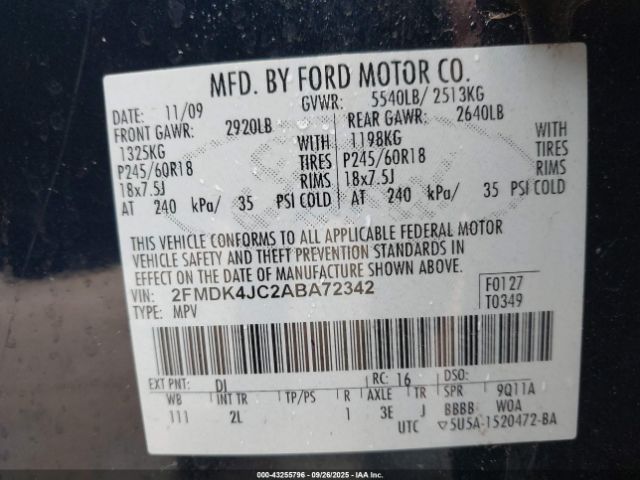 MFD. BY FORD MOTOR CO.
DATE: 11/09 GVWR: 5540LB/ 2513KG
FRONT GAWR: 2920LB REAR GAWR: 2640LB
1325KG WITH 1198KG WITH
P245/60R18 TIRES P245/60R18 TIRES
18x7.5J RIMS 18x7.5J RIMS
AT 240 kPa/ 35 PSI COLD AT 240 kPa/ 35 PSI COLD
THIS VEHICLE CONFORMS TO ALL APPLICABLE FEDERAL MOTOR
VEHICLE SAFETY AND THEFT PREVENTION STANDARDS IN
EFFECT ON THE DATE OF MANUFACTURE SHOWN ABOVE.
VIN: 2FMDK4JC2ABA72342 F0127
TYPE: MPV T0349
EXT PNT: DI RC: 16 DSO:
WB INT TR TP/PS R AXLE TR SPR 9Q11A
111 2L 1 3E J BBBB WOA
UTC 5U5A-1520472-BA
© IAAI 43255796 - 09/26/2025 - IAA Holdings, LLC